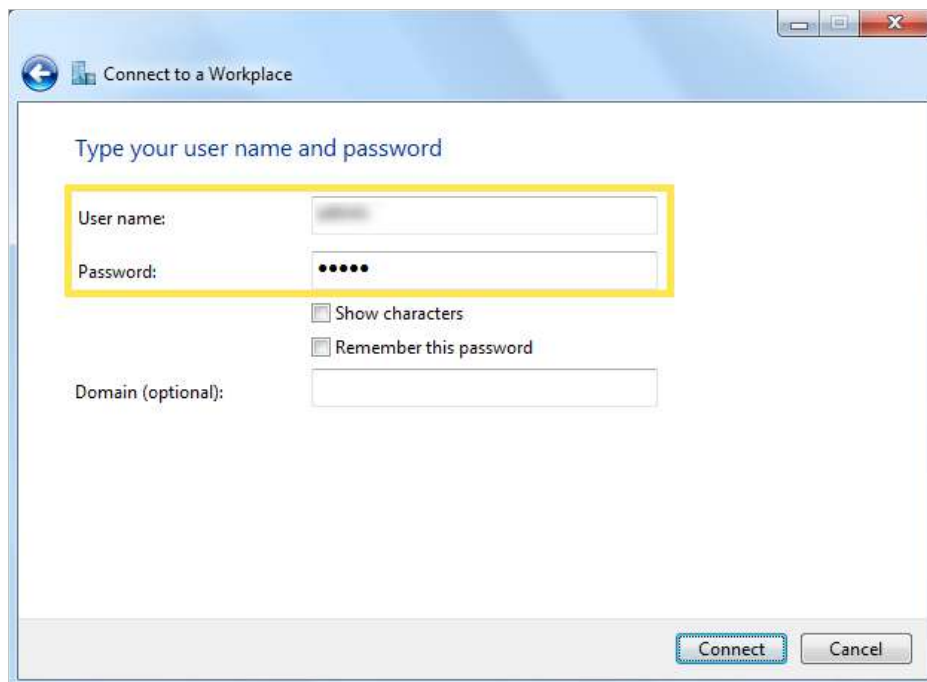 Connect to a Workplace
Type your user name and password
User name:
Password: •••••
Show characters
Remember this password
Domain (optional):
Connect Cancel